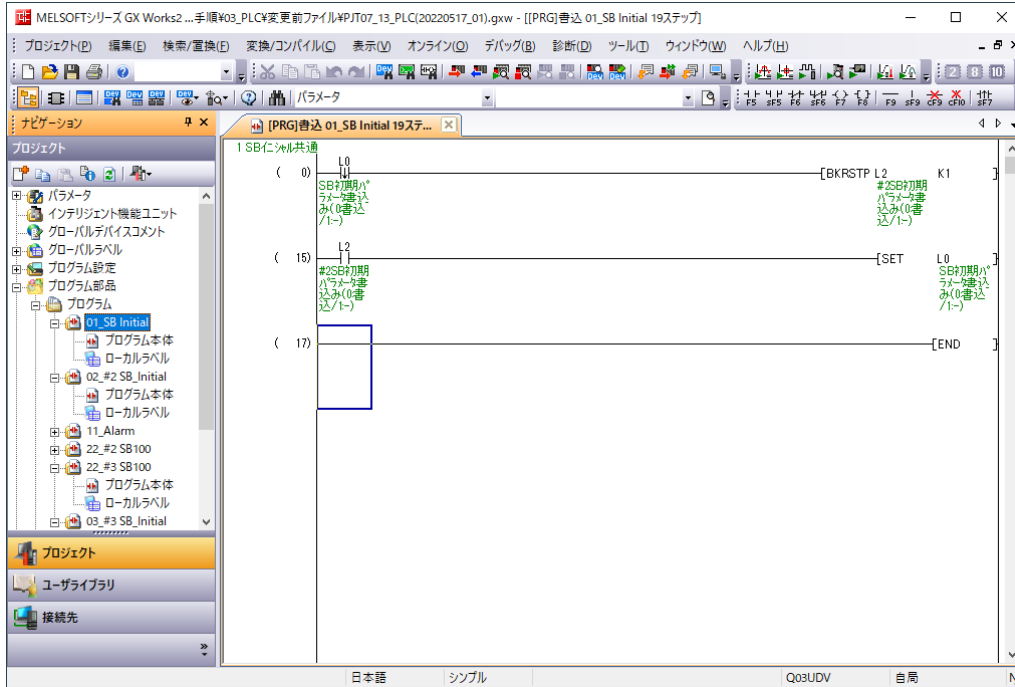 MELSOFTシリーズ GX Works2 ...手順¥03_PLC¥変更前ファイル¥PJT07_13_PLC(20220517_01).gxw - [[PRG]書込 01_SB Initial 19ステップ]
プロジェクト(P) 編集(E) 検索/置換(F) 変換/コンパイル(C) 表示(V) オンライン(O) デバッグ(B) 診断(D) ツール(T) ウィンドウ(W) ヘルプ(H)
パラメータ
F5 sF5 F6 sF6 F7 F8 F9 sF9 cF9 cF10 sF7
ナビゲーション
[PRG]書込 01_SB Initial 19ステ...
プロジェクト
パラメータ
インテリジェント機能ユニット
グローバルデバイスコメント
グローバルラベル
プログラム設定
プログラム部品
プログラム
01_SB Initial
プログラム本体
ローカルラベル
02_#2 SB_Initial
プログラム本体
ローカルラベル
11_Alarm
22_#2 SB100
22_#3 SB100
プログラム本体
ローカルラベル
03_#3 SB_Initial
プロジェクト
ユーザライブラリ
接続先
1 SBイニシャル共通
( 0) L0 [BKRSTP L2 K1 ]
SB初期パ
ラメータ書込
み(0:書込
/1:-)
#2SB初期
パラメータ書
込み(0:書
込/1:-)
( 15) L2 [SET L0 ]
#2SB初期
パラメータ書
込み(0:書
込/1:-)
SB初期パ
ラメータ書込
み(0:書込
/1:-)
( 17) [END ]
日本語 シンプル Q03UDV 自局